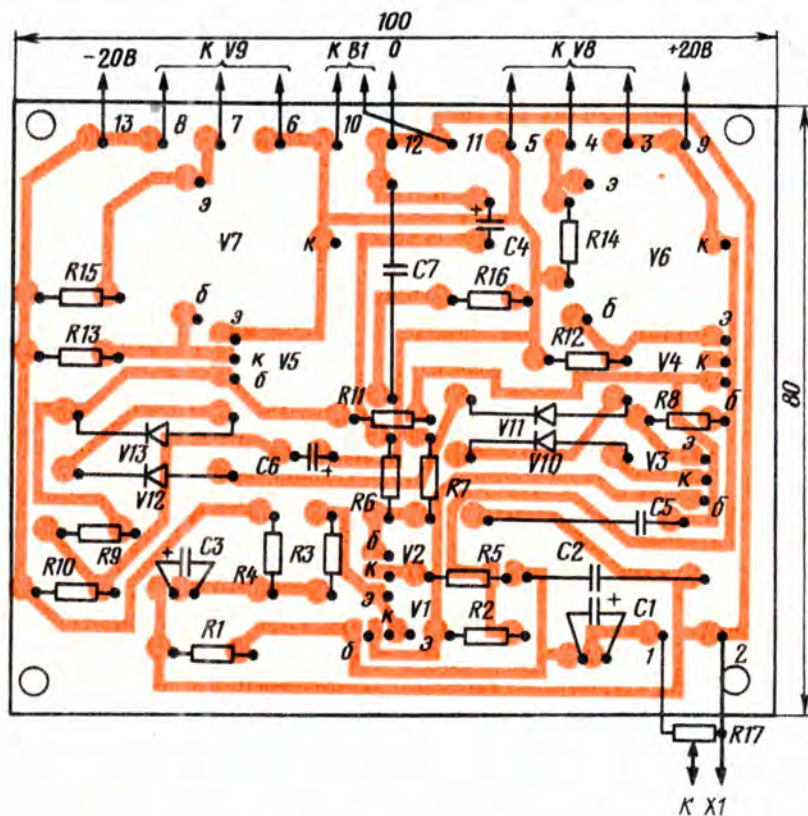 100
-20В К V9 К В1 0 К V8 +20В
13 8 7 6 10 12 11 5 4 3 9
э э
+
V7 к C4 R14 V6 к
C7
R15 R16
б э б э
R13 к V5 R12 V4 к
б
R11 R8 б
80
V11
V13 C6 + V10 V3 э
V12 R6 R7 к
C5 б
R9 + C3 R3 б V2 R5 C2
R10 R4 к
э + C1
R1 к V1 R2
б э 1 2
R17
К X1